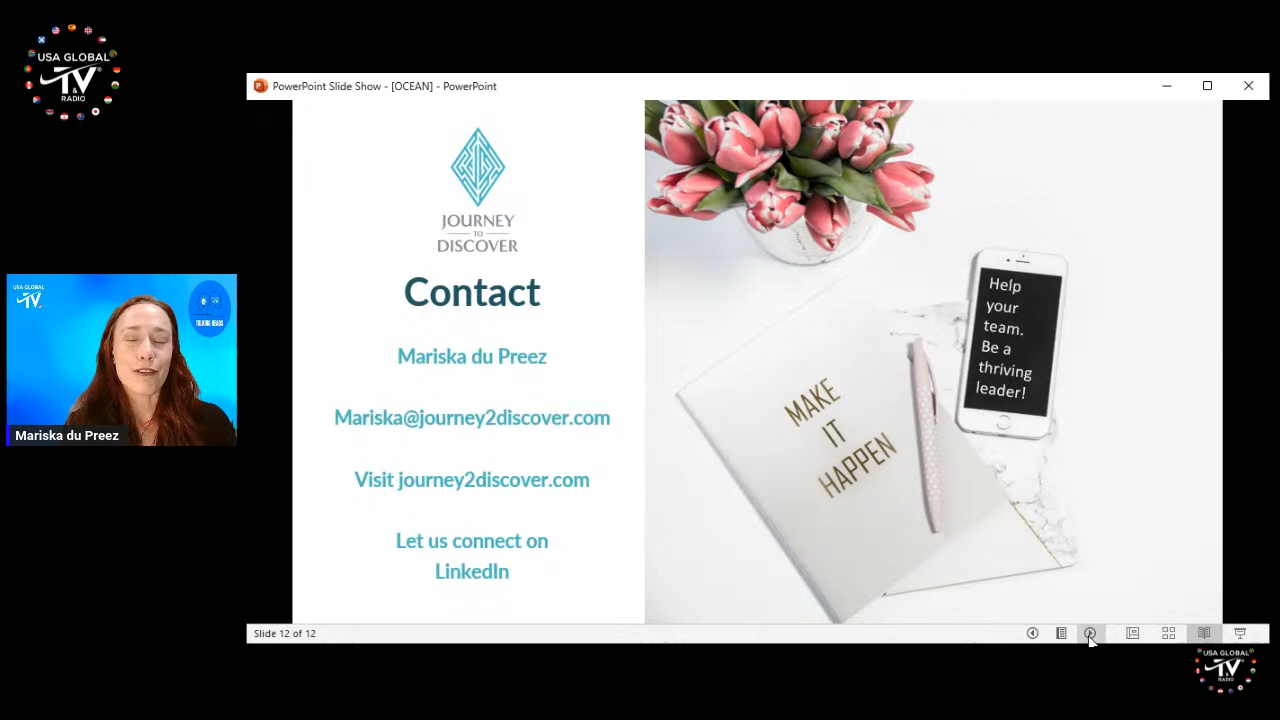 USA GLOBAL
TV
&
RADIO
PowerPoint Slide Show - [OCEAN] - PowerPoint
JOURNEY
TO
DISCOVER
Contact
Mariska du Preez
Mariska@journey2discover.com
Visit journey2discover.com
Let us connect on
LinkedIn
Help
your
team.
Be a
thriving
leader!
MAKE
IT
HAPPEN
USA GLOBAL
TV
TALKING HEADS
Mariska du Preez
Slide 12 of 12
USA GLOBAL
TV
&
RADIO